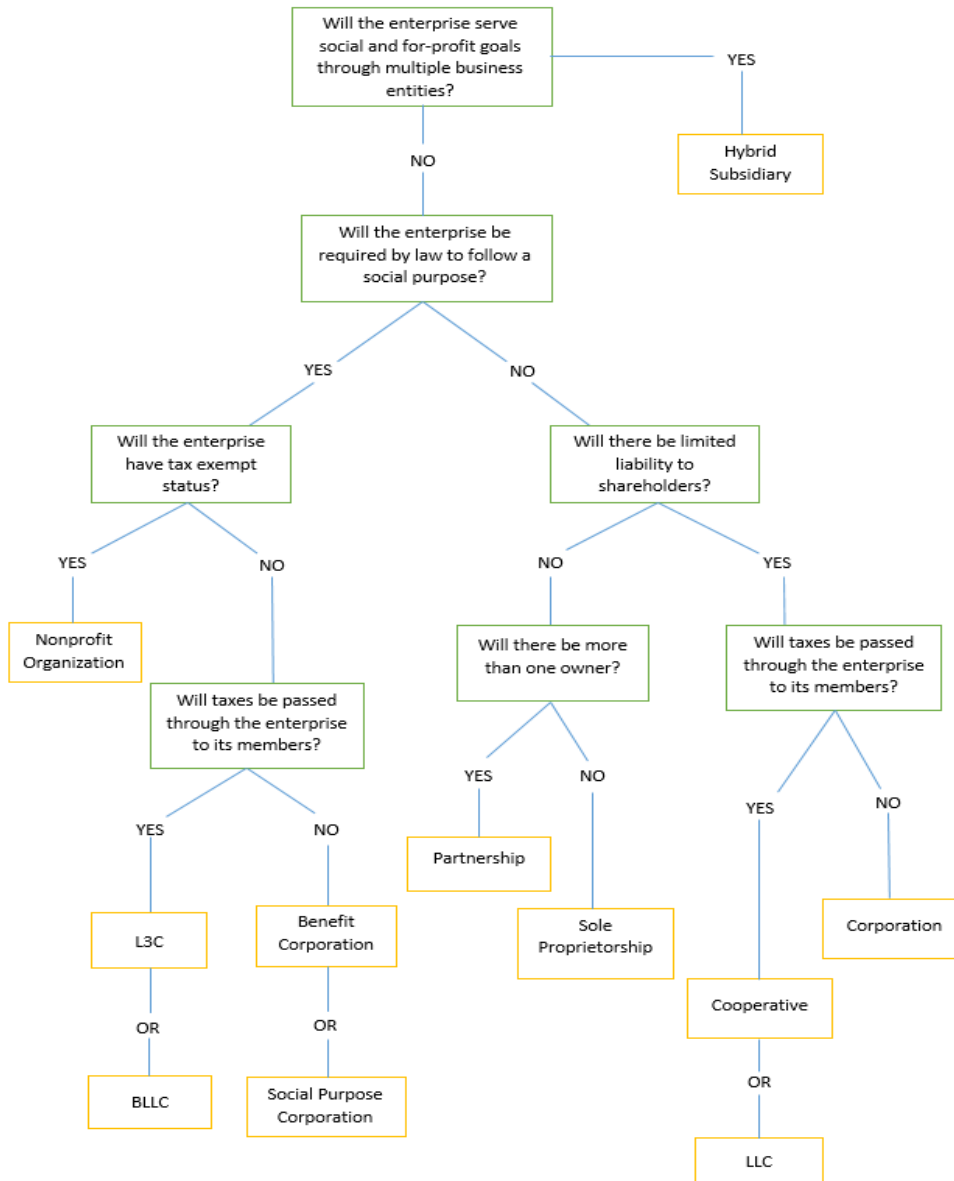 Will the enterprise serve
social and for-profit goals
through multiple business
entities?
YES
Hybrid
Subsidiary
NO
Will the enterprise be
required by law to follow a
social purpose?
YES
NO
Will the enterprise
have tax exempt
status?
Will there be limited
liability to
shareholders?
YES
NO
NO
YES
Nonprofit
Organization
Will there be more
than one owner?
Will taxes be passed
through the enterprise
to its members?
Will taxes be passed
through the enterprise
to its members?
YES
NO
YES
NO
YES
NO
Partnership
L3C
Benefit
Corporation
Sole
Proprietorship
Corporation
Cooperative
OR
OR
OR
BLLC
Social Purpose
Corporation
LLC